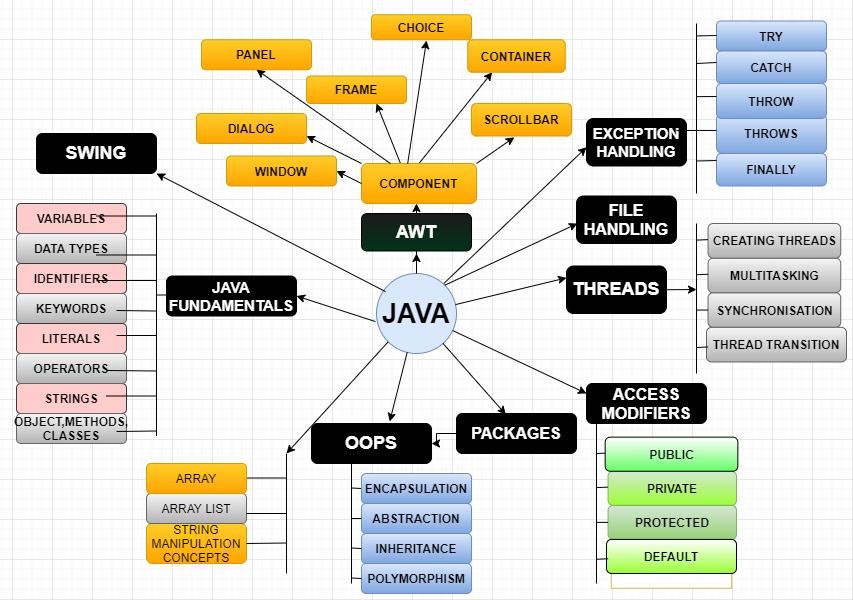 CHOICE
PANEL
CONTAINER
FRAME
SCROLLBAR
DIALOG
WINDOW
COMPONENT
AWT
SWING
EXCEPTION
HANDLING
TRY
CATCH
THROW
THROWS
FINALLY
FILE
HANDLING
THREADS
CREATING THREADS
MULTITASKING
SYNCHRONISATION
THREAD TRANSITION
VARIABLES
DATA TYPES
IDENTIFIERS
KEYWORDS
LITERALS
OPERATORS
STRINGS
OBJECT,METHODS,
CLASSES
JAVA
FUNDAMENTALS
JAVA
ACCESS
MODIFIERS
PUBLIC
PRIVATE
PROTECTED
DEFAULT
PACKAGES
OOPS
ENCAPSULATION
ABSTRACTION
INHERITANCE
POLYMORPHISM
ARRAY
ARRAY LIST
STRING
MANIPULATION
CONCEPTS